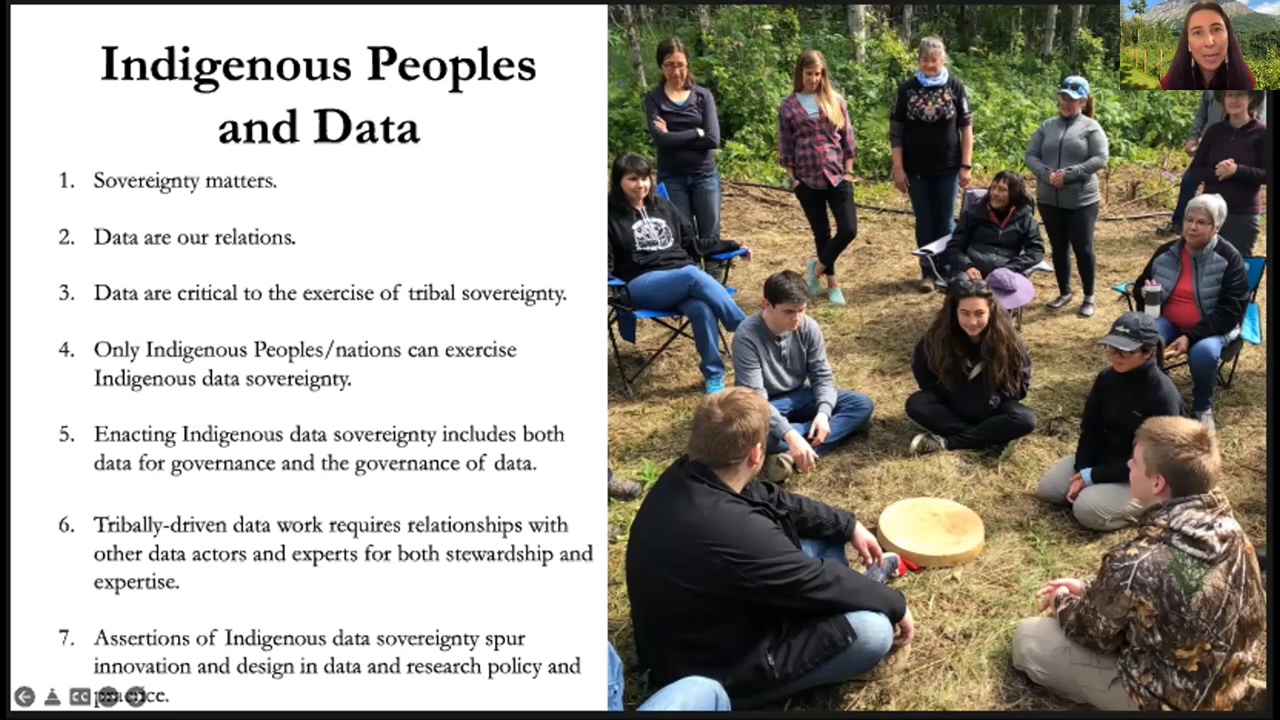 Indigenous Peoples
and Data
1. Sovereignty matters.
2. Data are our relations.
3. Data are critical to the exercise of tribal sovereignty.
4. Only Indigenous Peoples/nations can exercise
Indigenous data sovereignty.
5. Enacting Indigenous data sovereignty includes both
data for governance and the governance of data.
6. Tribally-driven data work requires relationships with
other data actors and experts for both stewardship and
expertise.
7. Assertions of Indigenous data sovereignty spur
innovation and design in data and research policy and
practice.
CC